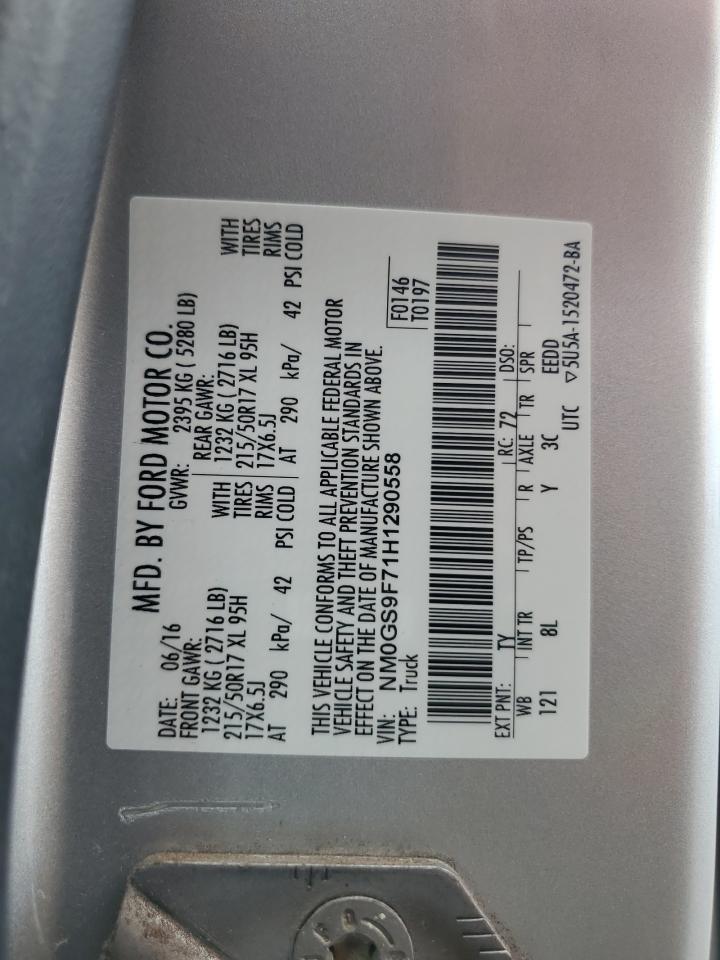 MFD. BY FORD MOTOR CO.
DATE: 06/16 GVWR: 2395 KG ( 5280 LB)
FRONT GAWR: REAR GAWR:
1232 KG ( 2716 LB) WITH 1232 KG ( 2716 LB) WITH
215/50R17 XL 95H TIRES 215/50R17 XL 95H TIRES
17X6.5J RIMS 17X6.5J RIMS
AT 290 kPa/ 42 PSI COLD AT 290 kPa/ 42 PSI COLD
THIS VEHICLE CONFORMS TO ALL APPLICABLE FEDERAL MOTOR
VEHICLE SAFETY AND THEFT PREVENTION STANDARDS IN
EFFECT ON THE DATE OF MANUFACTURE SHOWN ABOVE.
VIN: NM0GS9F71H1290558 F0146
TYPE: Truck T0197
EXT PNT: TY RC: 72 DSO:
WB INT TR TP/PS R AXLE TR SPR
121 8L Y 3C EEDD
UTC ▽5U5A-1520472-BA